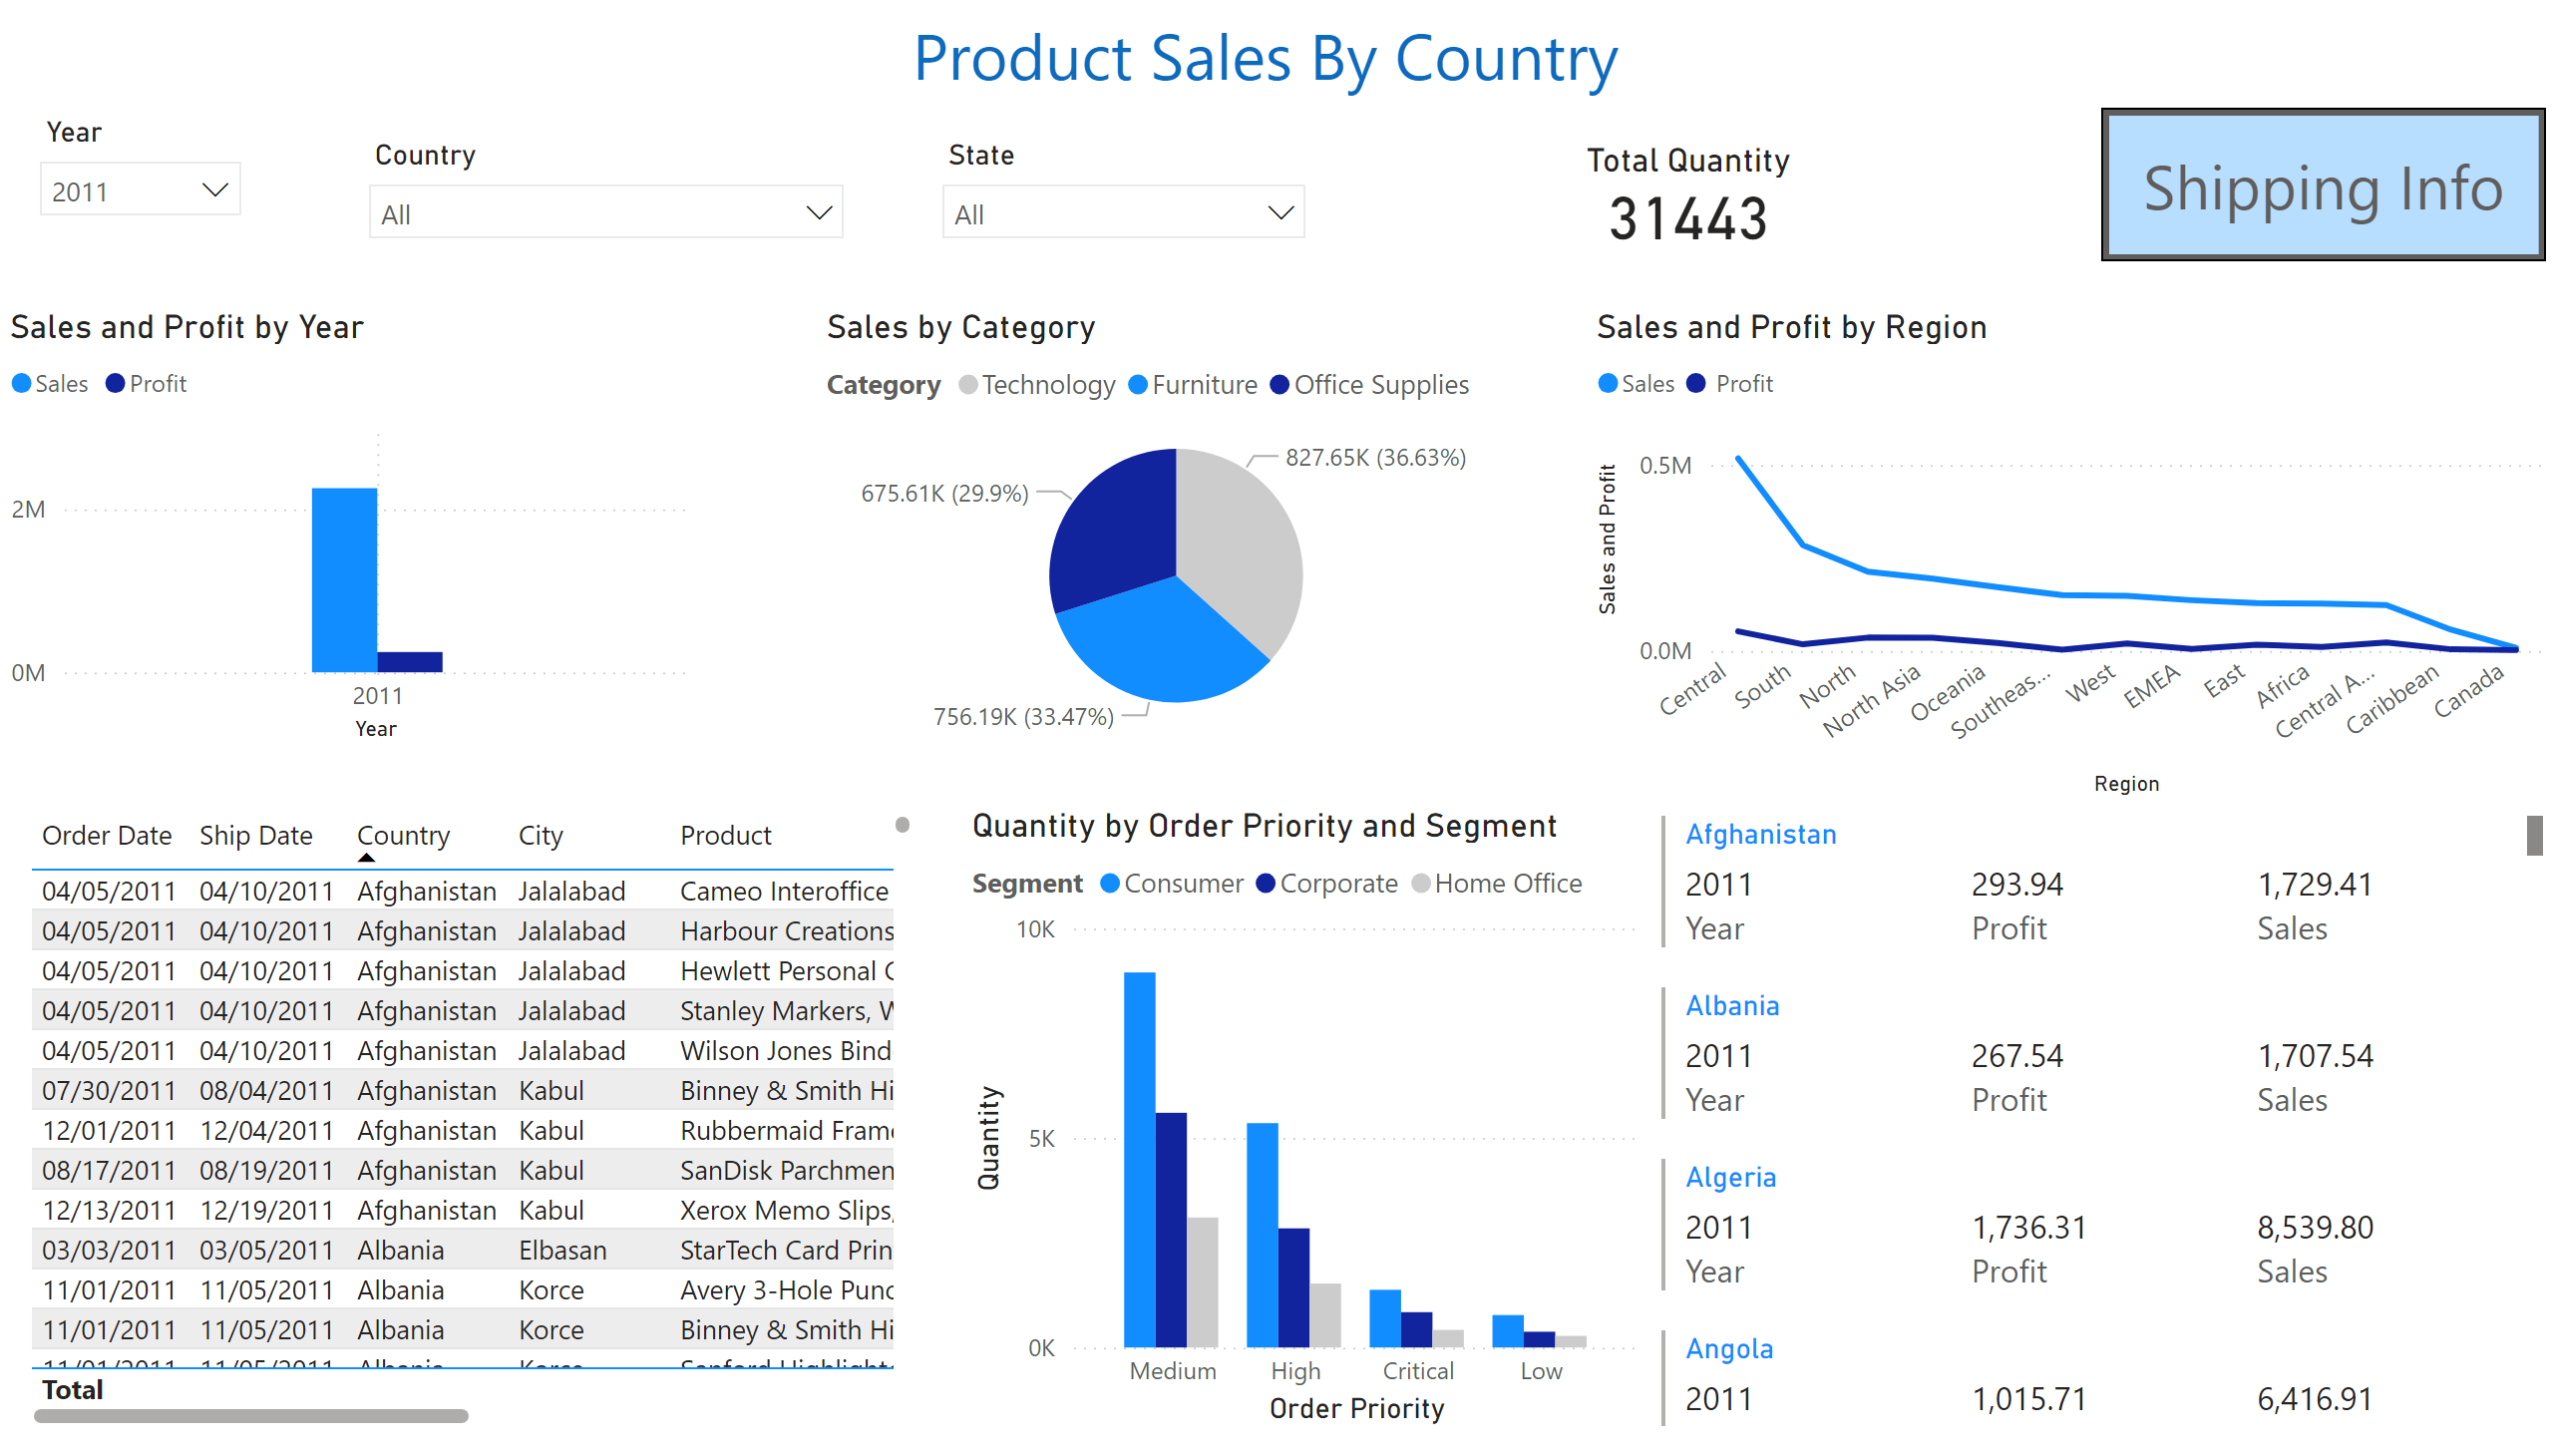 Product Sales By Country
Year
2011
Country
All
State
All
Total Quantity
31443
Shipping Info
Sales and Profit by Year
Sales Profit
2M
0M
2011
Year
Sales by Category
Category Technology Furniture Office Supplies
827.65K (36.63%)
675.61K (29.9%)
756.19K (33.47%)
Sales and Profit by Region
Sales Profit
Sales and Profit
0.5M
0.0M
Central
South
North
North Asia
Oceania
Southeas...
West
EMEA
East
Africa
Central A...
Caribbean
Canada
Region
Order Date Ship Date Country City Product
04/05/2011 04/10/2011 Afghanistan Jalalabad Cameo Interoffice
04/05/2011 04/10/2011 Afghanistan Jalalabad Harbour Creations
04/05/2011 04/10/2011 Afghanistan Jalalabad Hewlett Personal C
04/05/2011 04/10/2011 Afghanistan Jalalabad Stanley Markers, W
04/05/2011 04/10/2011 Afghanistan Jalalabad Wilson Jones Bind
07/30/2011 08/04/2011 Afghanistan Kabul Binney & Smith Hi
12/01/2011 12/04/2011 Afghanistan Kabul Rubbermaid Frame
08/17/2011 08/19/2011 Afghanistan Kabul SanDisk Parchmen
12/13/2011 12/19/2011 Afghanistan Kabul Xerox Memo Slips,
03/03/2011 03/05/2011 Albania Elbasan StarTech Card Prin
11/01/2011 11/05/2011 Albania Korce Avery 3-Hole Punc
11/01/2011 11/05/2011 Albania Korce Binney & Smith Hi
11/01/2011 11/05/2011 Albania Korce Sanford Highlighte
Total
Quantity by Order Priority and Segment
Segment Consumer Corporate Home Office
Quantity
10K
5K
0K
Medium
High
Critical
Low
Order Priority
Afghanistan
2011 293.94 1,729.41
Year Profit Sales
Albania
2011 267.54 1,707.54
Year Profit Sales
Algeria
2011 1,736.31 8,539.80
Year Profit Sales
Angola
2011 1,015.71 6,416.91